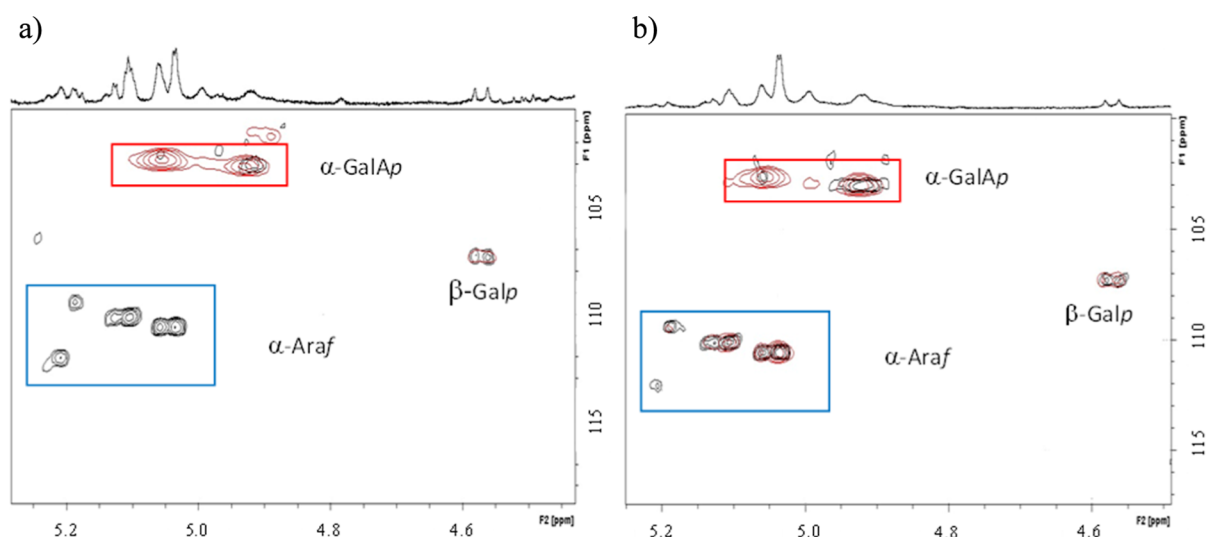 a)
α-GalAp
β-Galp
α-Araf
F1 [ppm]
105
110
115
5.2 5.0 4.8 4.6
F2 [ppm]
b)
α-GalAp
β-Galp
α-Araf
F1 [ppm]
105
110
115
5.2 5.0 4.8 4.6
F2 [ppm]